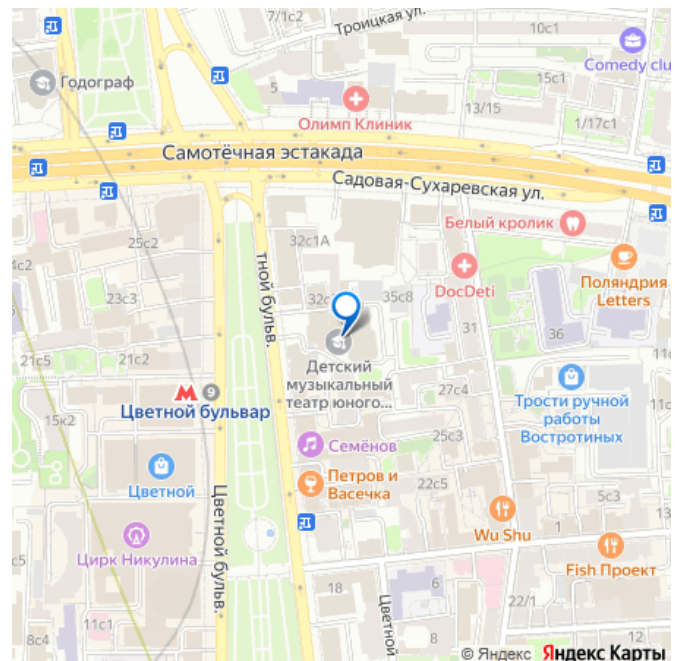 7/1с2
Троицкая ул.
10с1
Comedy clu
Годограф
5
15с1
Олимп Клиник
13/15
1/17с1
Самотёчная эстакада
Садовая-Сухаревская ул.
Белый кролик
25с2
32с1А
4с2
тной бульв.
DocDeti
Поляндрия
Letters
23с3
35с8
31
36
21с5
21с2
Детский
музыкальный
театр юного...
11с
М 9
Цветной бульвар
27с4
Трости ручной
работы
Востротиных
15к2
Семёнов
25с3
Цветной
Петров и
Васечка
22с5
5с3
Wu Shu
1
10
Цирк Никулина
Fish Проект
с5
Цветной бульв.
18
6
22/1
11с1
Цветной
12
8с4
8
9
© Яндекс Яндекс Карты